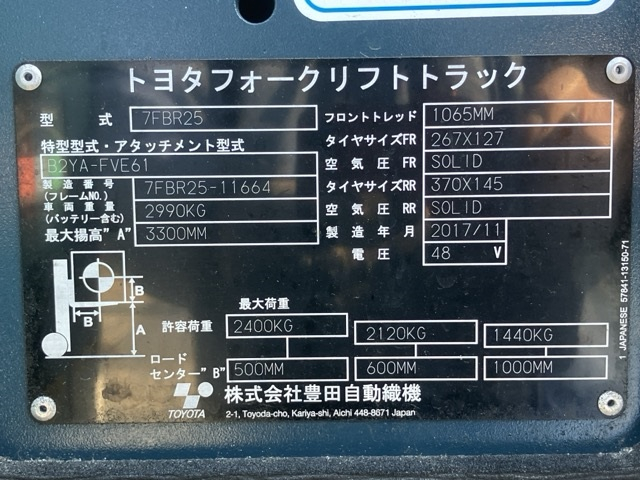 トヨタフォークリフトトラック
型式 7FBR25
フロントトレッド 1065MM
特型型式・アタッチメント型式
B2YA-FVE61
タイヤサイズFR 267X127
空気圧FR SOLID
製造番号(フレームNO.) 7FBR25-11664
タイヤサイズRR 370X145
車両重量(バッテリー含む) 2990KG
空気圧RR SOLID
最大揚高"A" 3300MM
製造年月 2017/11
電圧 48 V
B
B
A
最大荷重
許容荷重 2400KG 2120KG 1440KG
ロードセンター"B" 500MM 600MM 1000MM
TOYOTA
株式会社豊田自動織機
2-1, Toyoda-cho, Kariya-shi, Aichi 448-8671 Japan
1 JAPANESE 57841-13150-71